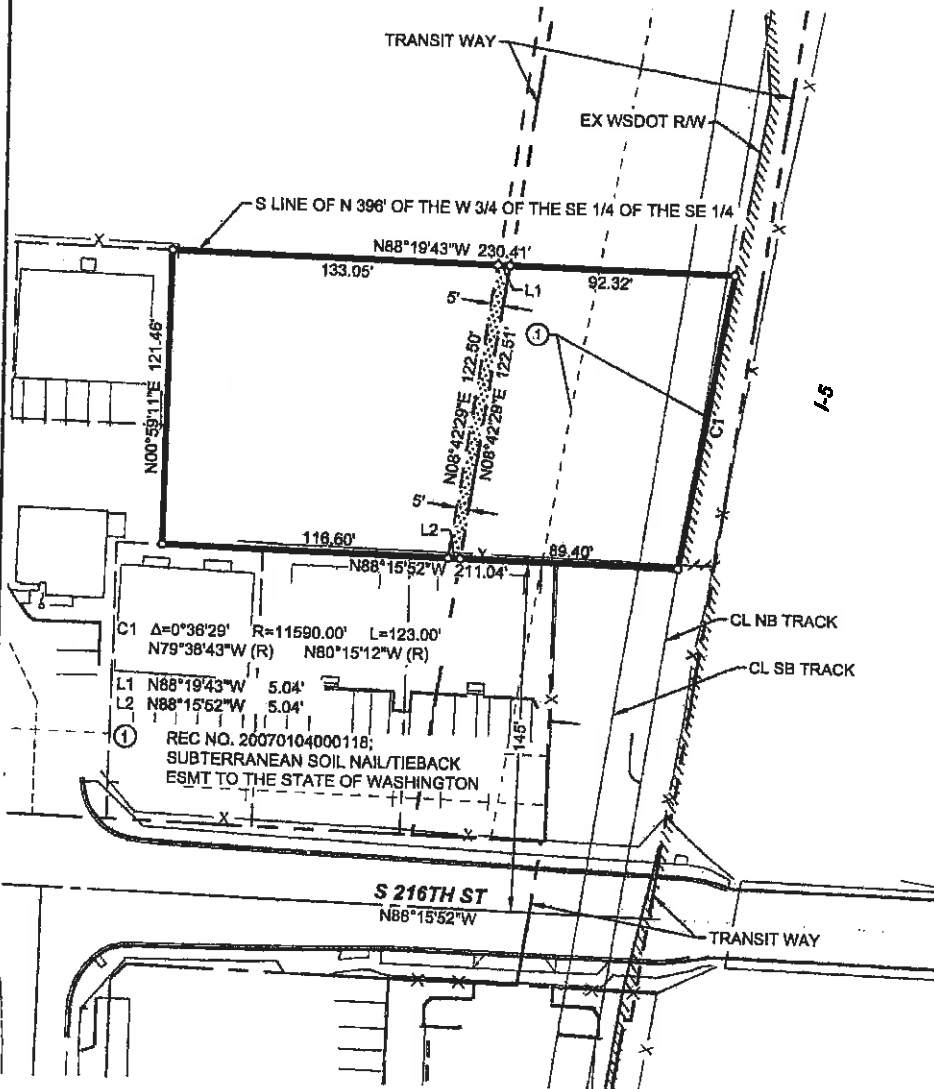 TRANSIT WAY
EX WSDOT R/W
S LINE OF N 396' OF THE W 3/4 OF THE SE 1/4 OF THE SE 1/4
N88°19'43"W 230.41'
133.05'
92.32'
L1
5'
1
N00°59'11"E 121.46'
N08°42'29"E 122.50'
N08°42'29"E 122.51'
C1
I-5
5'
L2
116.60'
89.40'
N88°15'52"W 211.04'
CL NB TRACK
CL SB TRACK
C1 Δ=0°36'29' R=11590.00' L=123.00'
N79°38'43"W (R) N80°15'12"W (R)
L1 N88°19'43"W 5.04'
L2 N88°15'52"W 5.04'
1 REC NO. 20070104000118;
SUBTERRANEAN SOIL NAIL/TIEBACK
ESMT TO THE STATE OF WASHINGTON
145'
S 216TH ST
N88°15'52"W
TRANSIT WAY